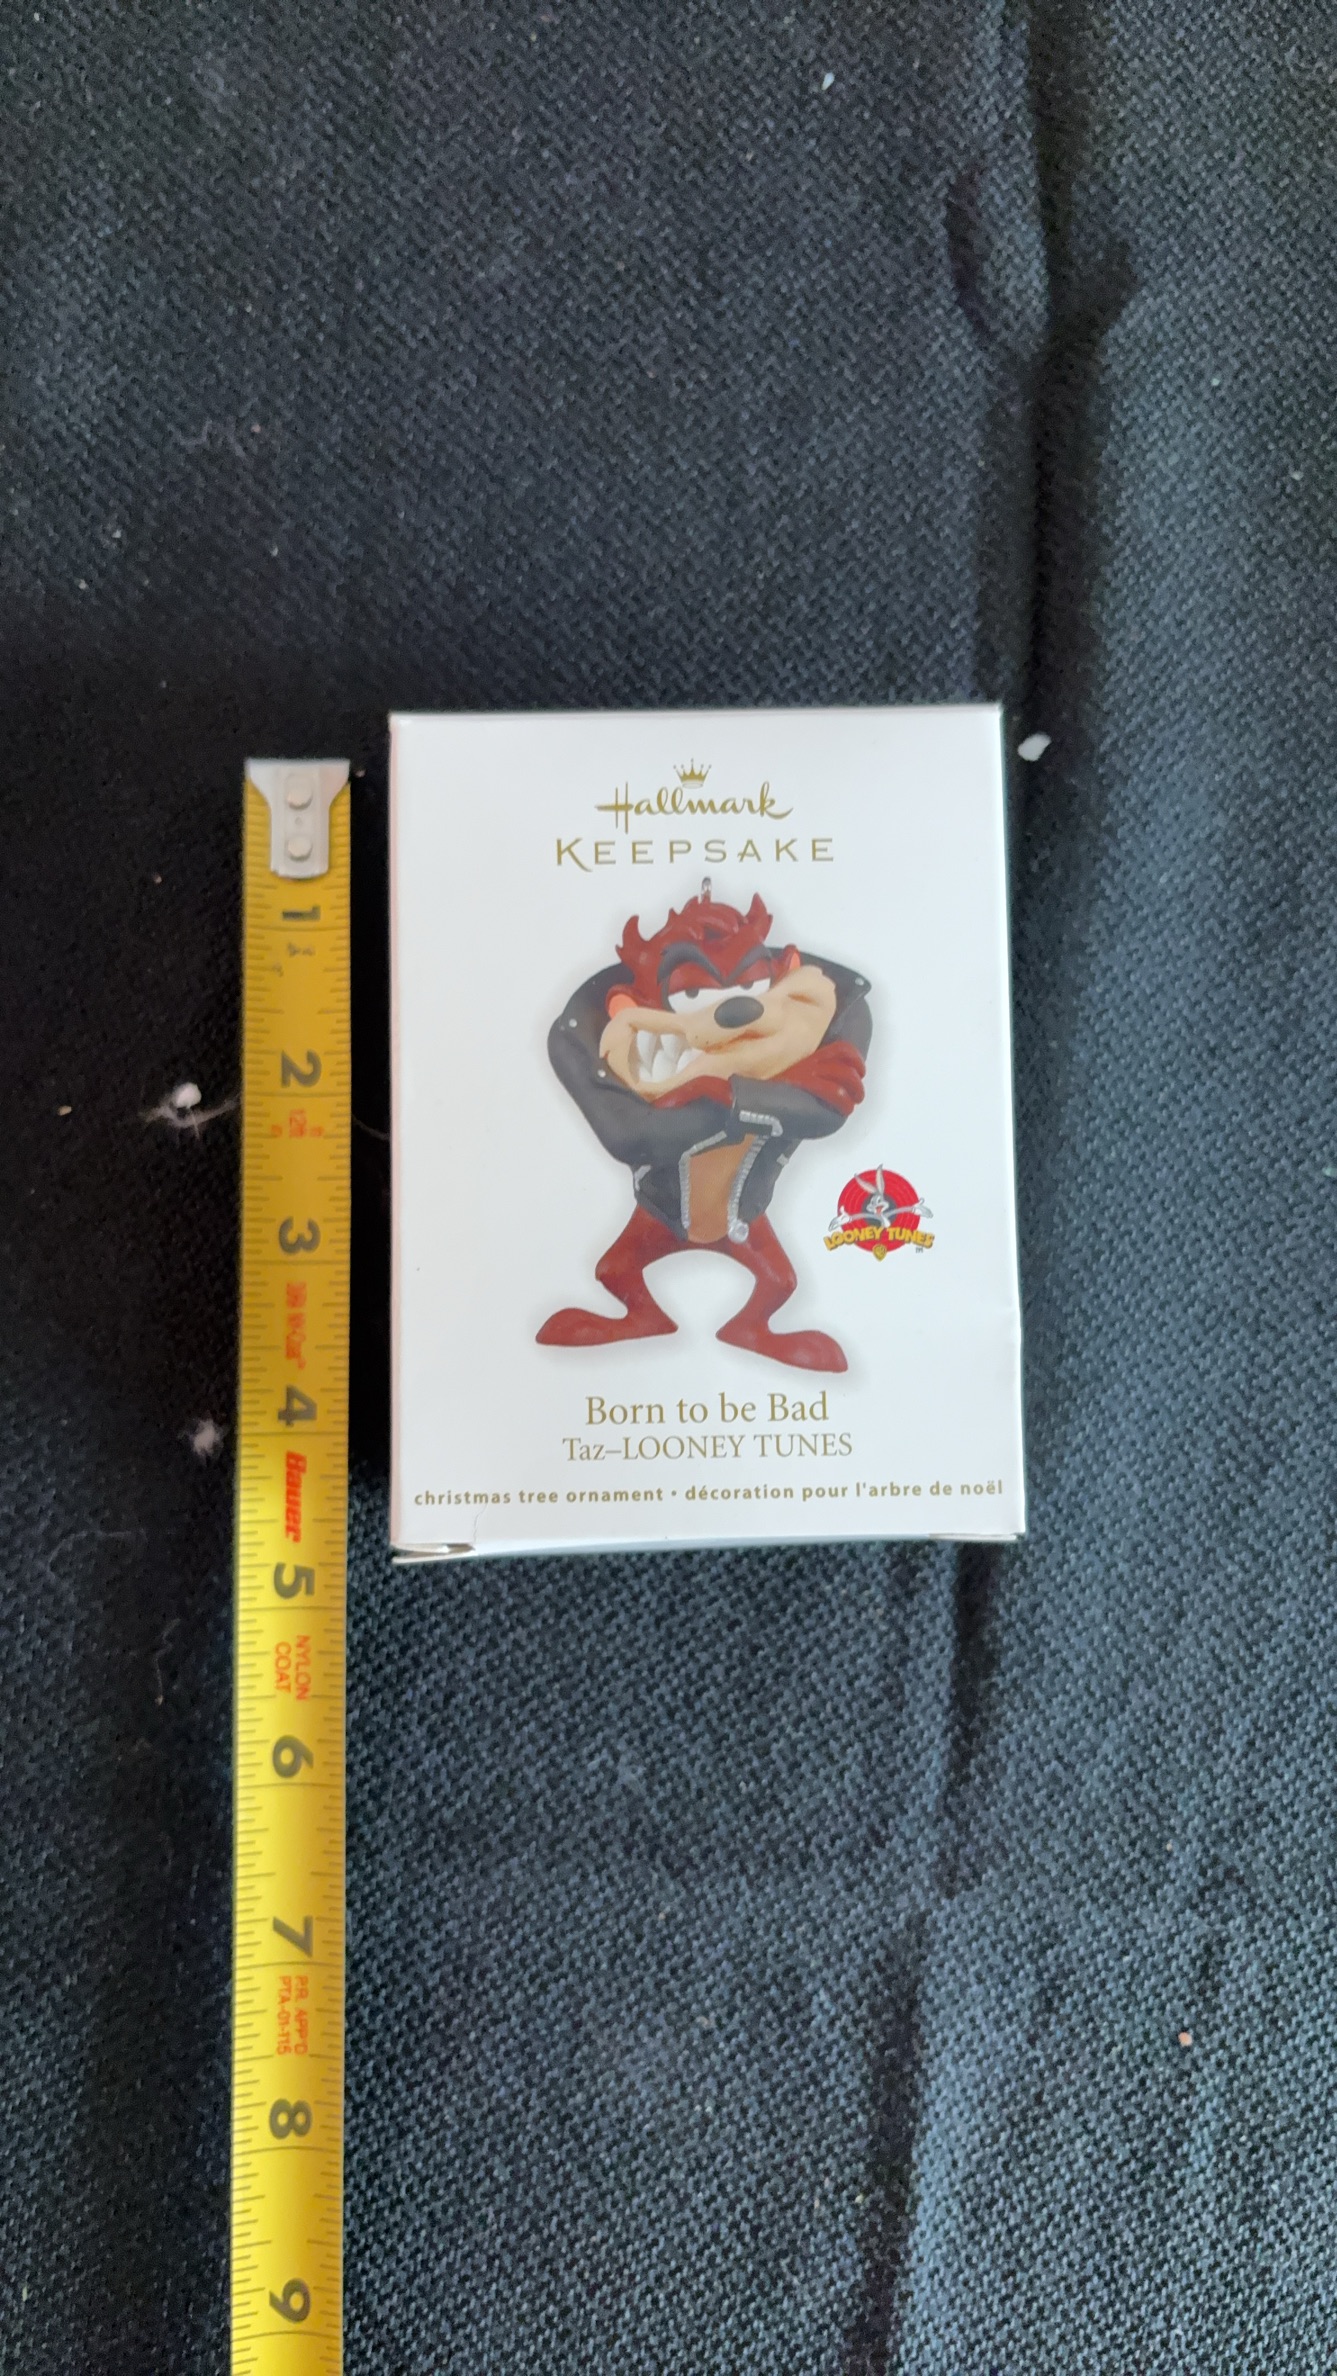 Hallmark
KEEPSAKE
LOONEY TUNES
Born to be Bad
Taz–LOONEY TUNES
christmas tree ornament • décoration pour l'arbre de noël
1
2
3
4
Bauer
5
NYLON
COAT
6
7
8
9